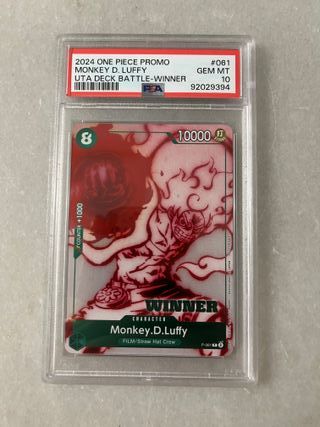 2024 ONE PIECE PROMO #061
MONKEY D. LUFFY GEM MT
UTA DECK BATTLE-WINNER 10
PSA 92029394
8 10000
COUNTER +1000
WINNER
CHARACTER
Monkey.D.Luffy
FILM/Straw Hat Crew
P-061